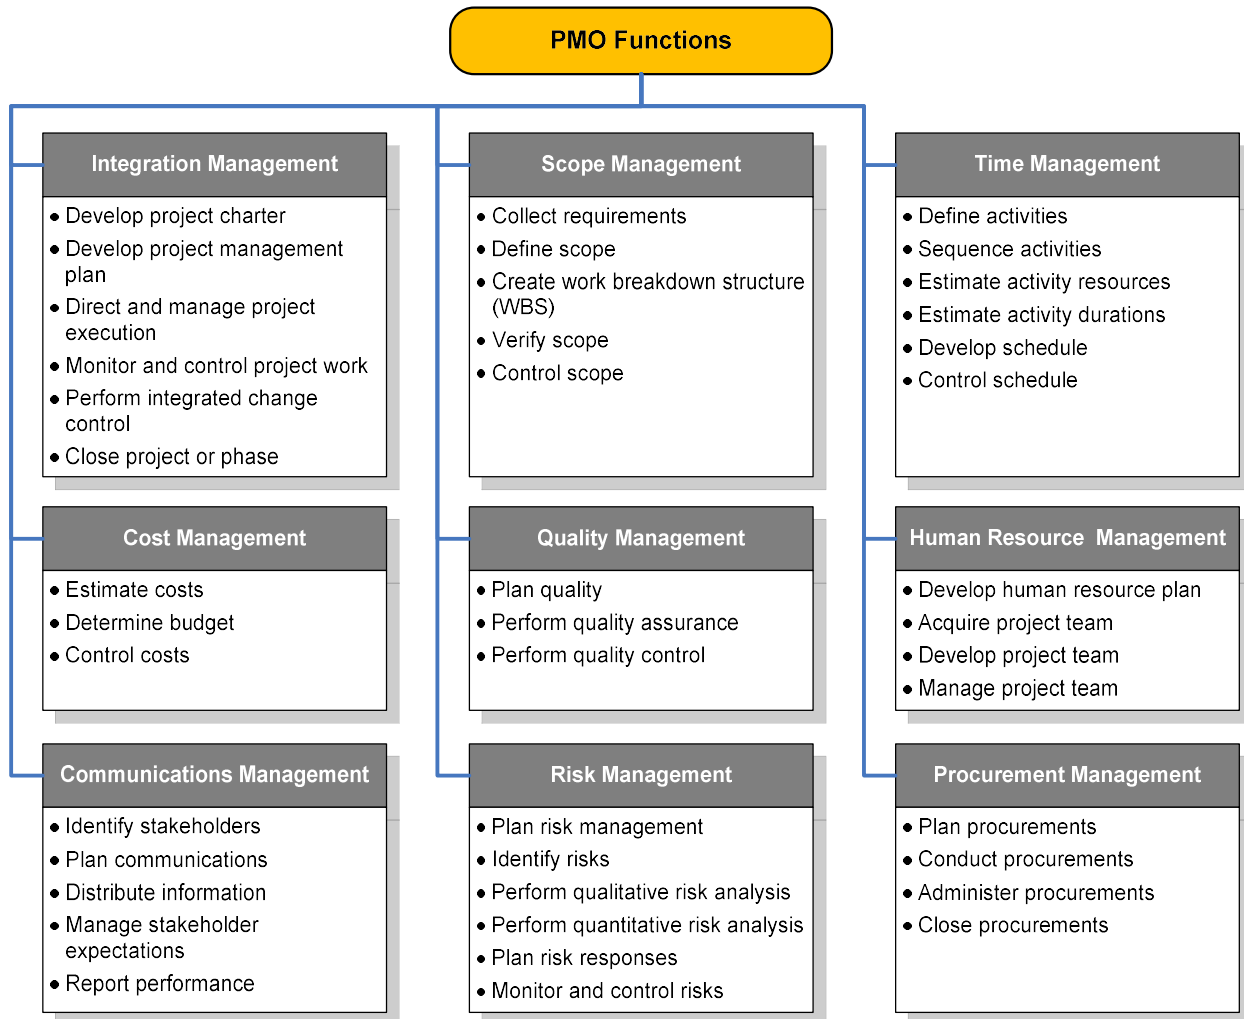 PMO Functions
Integration Management
• Develop project charter
• Develop project management
plan
• Direct and manage project
execution
• Monitor and control project work
• Perform integrated change
control
• Close project or phase
Scope Management
• Collect requirements
• Define scope
• Create work breakdown structure
(WBS)
• Verify scope
• Control scope
Time Management
• Define activities
• Sequence activities
• Estimate activity resources
• Estimate activity durations
• Develop schedule
• Control schedule
Cost Management
• Estimate costs
• Determine budget
• Control costs
Quality Management
• Plan quality
• Perform quality assurance
• Perform quality control
Human Resource  Management
• Develop human resource plan
• Acquire project team
• Develop project team
• Manage project team
Communications Management
• Identify stakeholders
• Plan communications
• Distribute information
• Manage stakeholder
expectations
• Report performance
Risk Management
• Plan risk management
• Identify risks
• Perform qualitative risk analysis
• Perform quantitative risk analysis
• Plan risk responses
• Monitor and control risks
Procurement Management
• Plan procurements
• Conduct procurements
• Administer procurements
• Close procurements